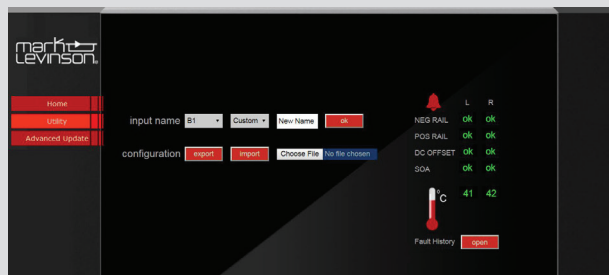 mark
Levinson®
Home
Utility
Advanced Update
input name B1 Custom New Name ok
configuration export import Choose File No file chosen
L R
NEG RAIL ok ok
POS RAIL ok ok
DC OFFSET ok ok
SOA ok ok
°C 41 42
Fault History open